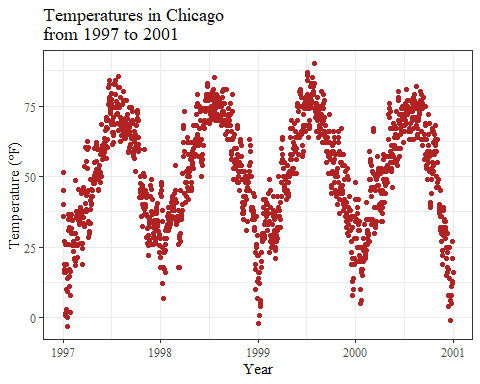 Temperatures in Chicago
from 1997 to 2001
Temperature (°F)
75
50
25
0
1997 1998 1999 2000 2001
Year